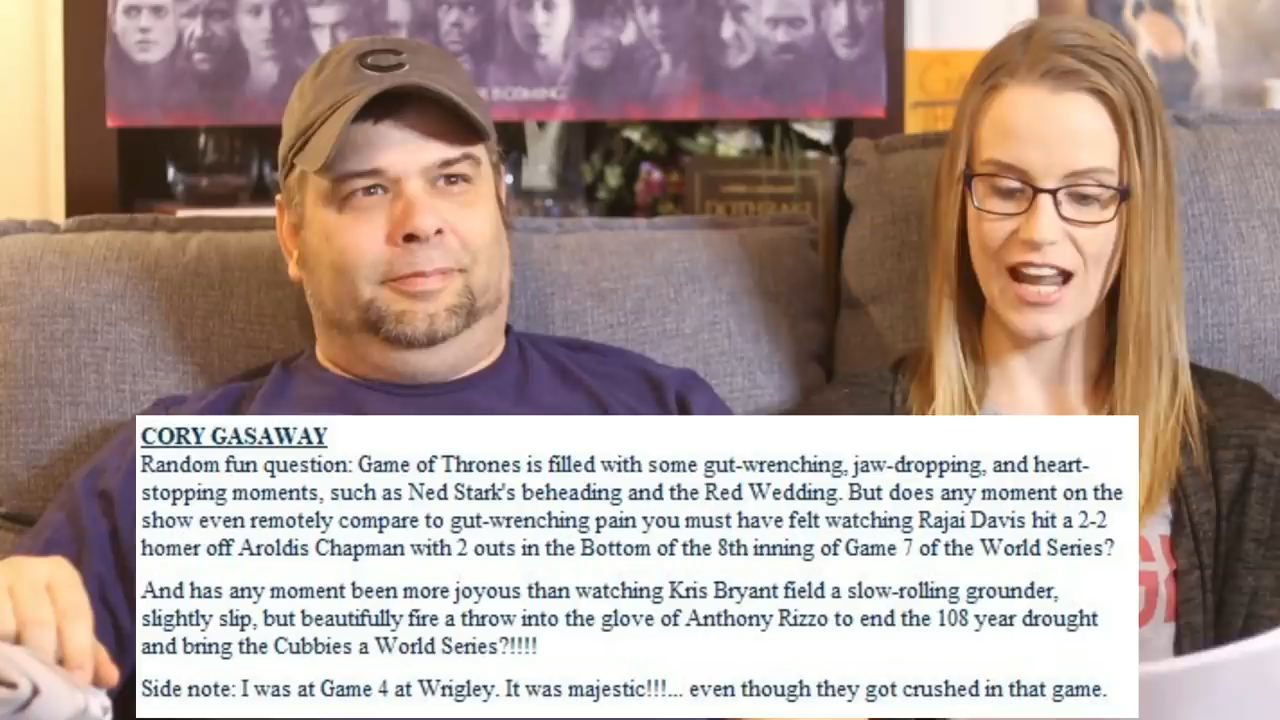 C
IS COMING
GA
DOTHRAKI
CORY GASAWAY
Random fun question: Game of Thrones is filled with some gut-wrenching, jaw-dropping, and heart-
stopping moments, such as Ned Stark's beheading and the Red Wedding. But does any moment on the
show even remotely compare to gut-wrenching pain you must have felt watching Rajai Davis hit a 2-2
homer off Aroldis Chapman with 2 outs in the Bottom of the 8th inning of Game 7 of the World Series?
And has any moment been more joyous than watching Kris Bryant field a slow-rolling grounder,
slightly slip, but beautifully fire a throw into the glove of Anthony Rizzo to end the 108 year drought
and bring the Cubbies a World Series?!!!!
Side note: I was at Game 4 at Wrigley. It was majestic!!!... even though they got crushed in that game.